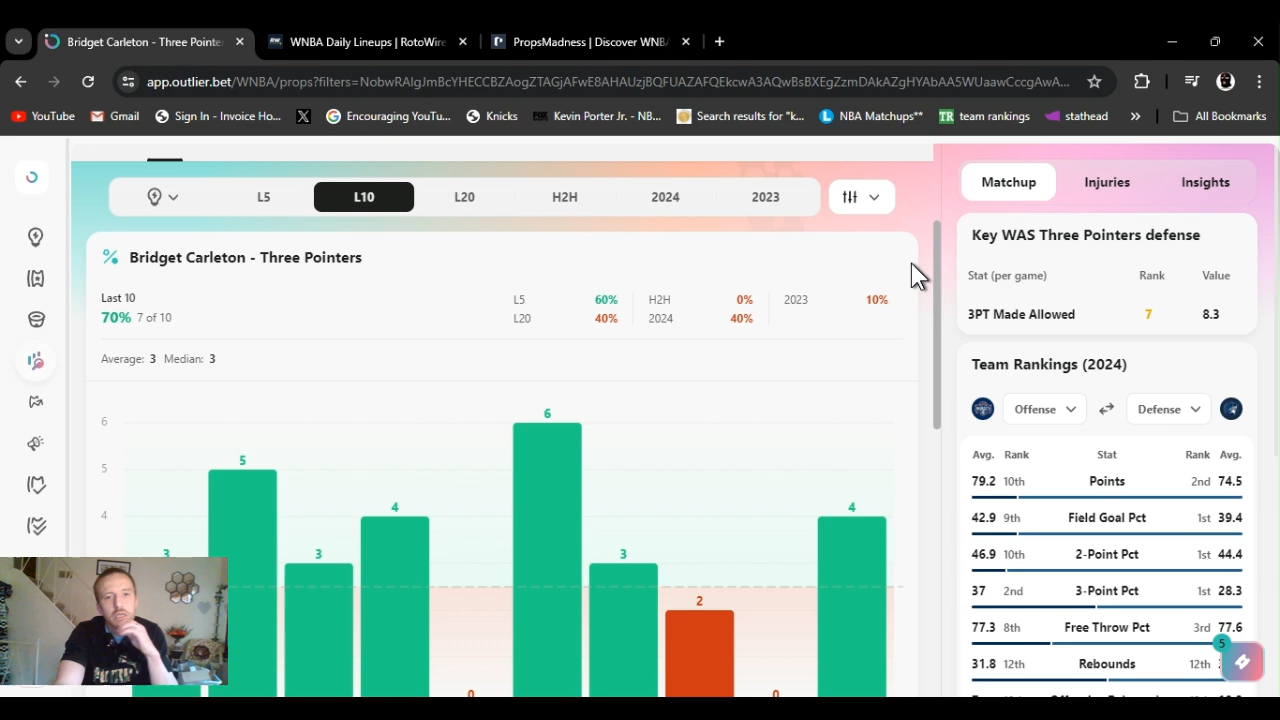 Bridget Carleton - Three Pointe
WNBA Daily Lineups | RotoWire
PropsMadness | Discover WNB
app.outlier.bet/WNBA/props?filters=NobwRAlgJmBcYHECCBZAogZTAGjAFwE8AHAUzjBQFUAZAFQEkcwA3AQwBsBXEgZzmDAkAZgHYAbAA5WUaawCccgAwA...
YouTube
Gmail
Sign In - Invoice Ho...
Encouraging YouTu...
Knicks
Kevin Porter Jr. - NB...
Search results for "k...
NBA Matchups**
TR team rankings
stathead
All Bookmarks
L5 L10 L20 H2H 2024 2023
Matchup Injuries Insights
Bridget Carleton - Three Pointers
Last 10
70% 7 of 10
L5 60% H2H 0% 2023 10%
L20 40% 2024 40%
Average: 3 Median: 3
6
5
4
3
5
3
4
0
6
3
2
0
4
Key WAS Three Pointers defense
Stat (per game) Rank Value
3PT Made Allowed 7 8.3
Team Rankings (2024)
Offense Defense
Avg. Rank Stat Rank Avg.
79.2 10th Points 2nd 74.5
42.9 9th Field Goal Pct 1st 39.4
46.9 10th 2-Point Pct 1st 44.4
37 2nd 3-Point Pct 1st 28.3
77.3 8th Free Throw Pct 3rd 77.6
31.8 12th Rebounds 12th
5